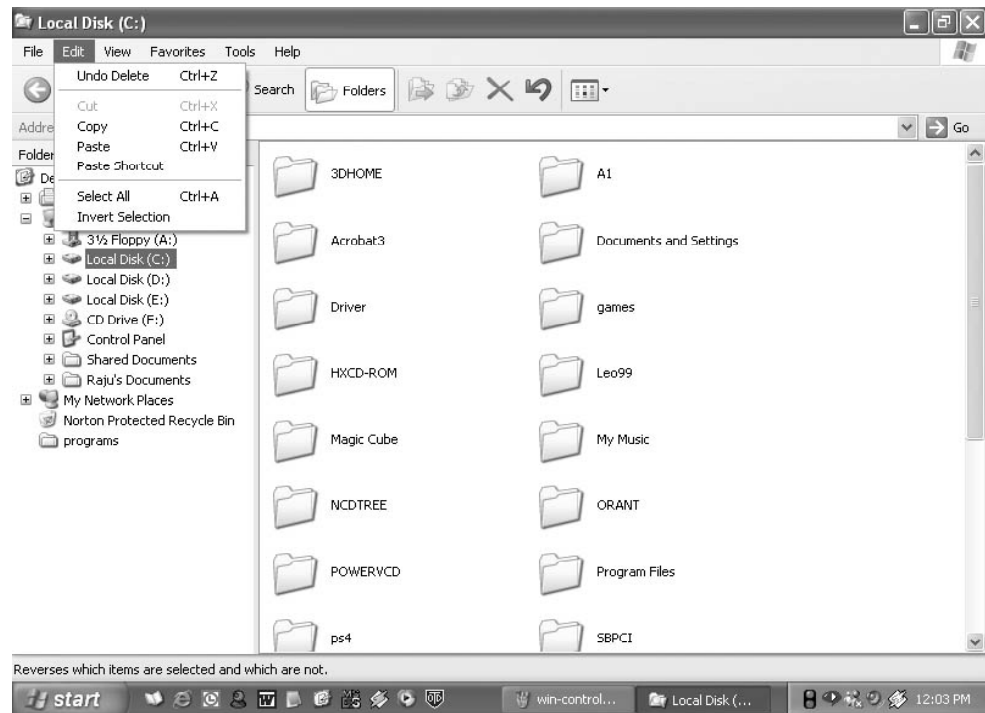 Local Disk (C:)
File Edit View Favorites Tools Help
Undo Delete Ctrl+Z
Cut Ctrl+X
Copy Ctrl+C
Paste Ctrl+V
Paste Shortcut
Select All Ctrl+A
Invert Selection
Search Folders
Addre
Go
Folder
De
3½ Floppy (A:)
Local Disk (C:)
Local Disk (D:)
Local Disk (E:)
CD Drive (F:)
Control Panel
Shared Documents
Raju's Documents
My Network Places
Norton Protected Recycle Bin
programs
3DHOME A1
Acrobat3 Documents and Settings
Driver games
HXCD-ROM Leo99
Magic Cube My Music
NCDTREE ORANT
POWERVCD Program Files
ps4 SBPCI
Reverses which items are selected and which are not.
start win-control... Local Disk (... 12:03 PM